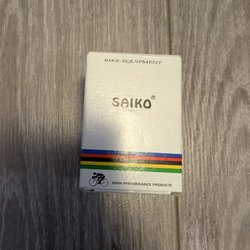 BIKE-EQUIPMENT
SAIKO®
HIGH PERFORMANCE PRODUCTS